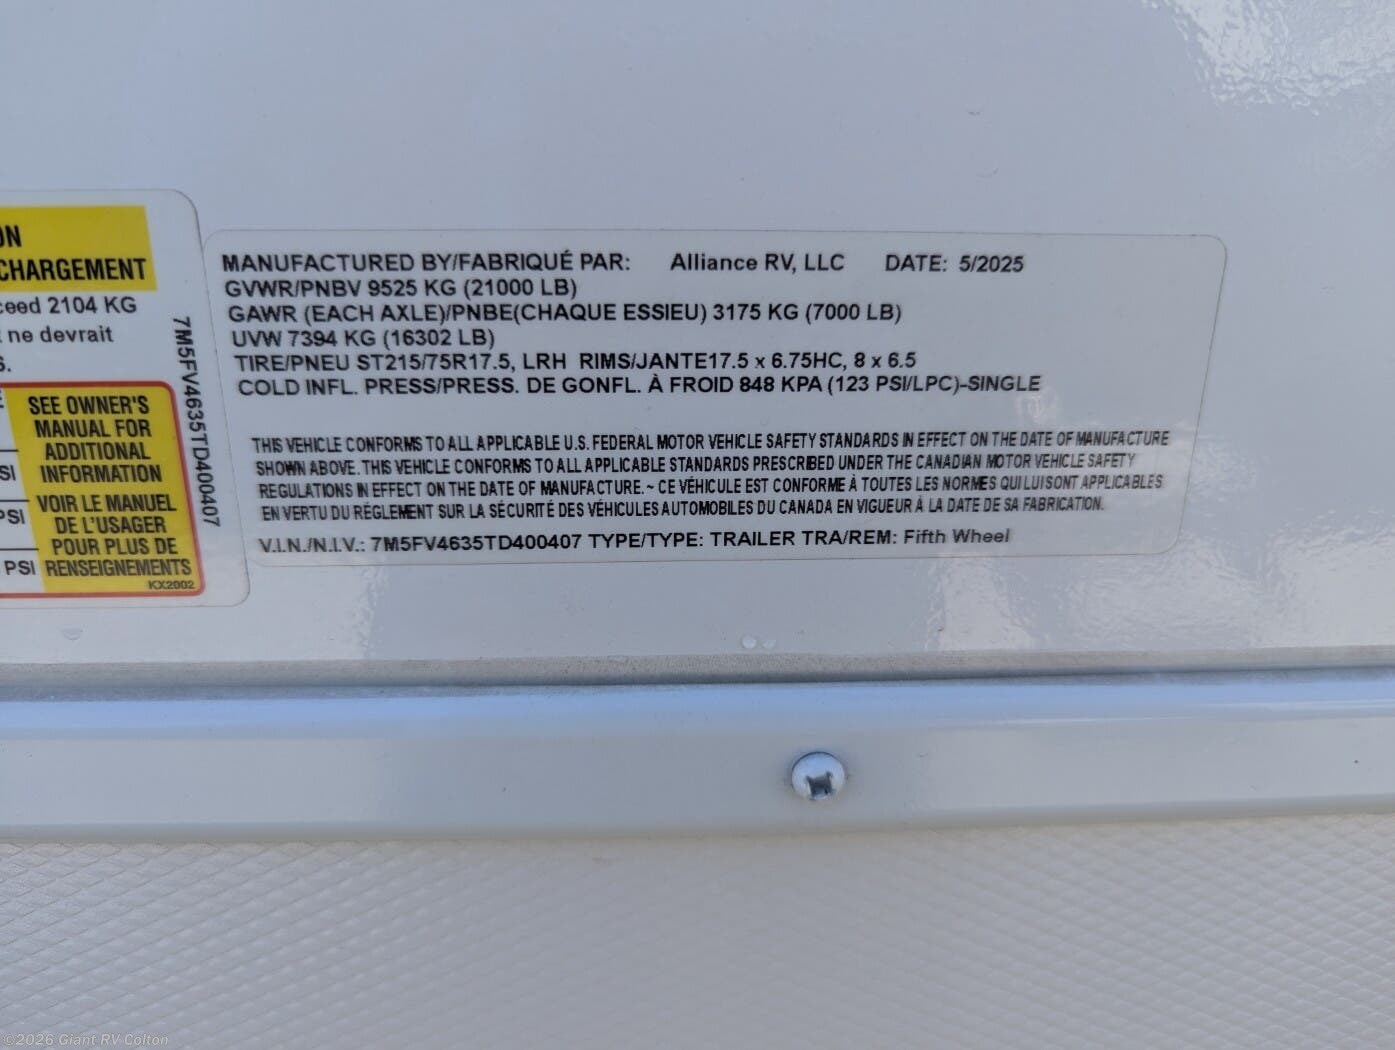 ON
CHARGEMENT
ceed 2104 KG
ne devrait
7M5FV4635TD400407
SEE OWNER'S
MANUAL FOR
ADDITIONAL
INFORMATION
VOIR LE MANUEL
DE L'USAGER
POUR PLUS DE
RENSEIGNEMENTS
KX2002
SI
PSI
PSI
MANUFACTURED BY/FABRIQUÉ PAR: Alliance RV, LLC DATE: 5/2025
GVWR/PNBV 9525 KG (21000 LB)
GAWR (EACH AXLE)/PNBE(CHAQUE ESSIEU) 3175 KG (7000 LB)
UVW 7394 KG (16302 LB)
TIRE/PNEU ST215/75R17.5, LRH RIMS/JANTE17.5 x 6.75HC, 8 x 6.5
COLD INFL. PRESS/PRESS. DE GONFL. À FROID 848 KPA (123 PSI/LPC)-SINGLE
THIS VEHICLE CONFORMS TO ALL APPLICABLE U.S. FEDERAL MOTOR VEHICLE SAFETY STANDARDS IN EFFECT ON THE DATE OF MANUFACTURE
SHOWN ABOVE. THIS VEHICLE CONFORMS TO ALL APPLICABLE STANDARDS PRESCRIBED UNDER THE CANADIAN MOTOR VEHICLE SAFETY
REGULATIONS IN EFFECT ON THE DATE OF MANUFACTURE. ~ CE VÉHICULE EST CONFORME À TOUTES LES NORMES QUI LUI SONT APPLICABLES
EN VERTU DU RÉGLEMENT SUR LA SÉCURITÉ DES VÉHICULES AUTOMOBILES DU CANADA EN VIGUEUR À LA DATE DE SA FABRICATION.
V.I.N./N.I.V.: 7M5FV4635TD400407 TYPE/TYPE: TRAILER TRA/REM: Fifth Wheel
©2026 Giant RV Colton